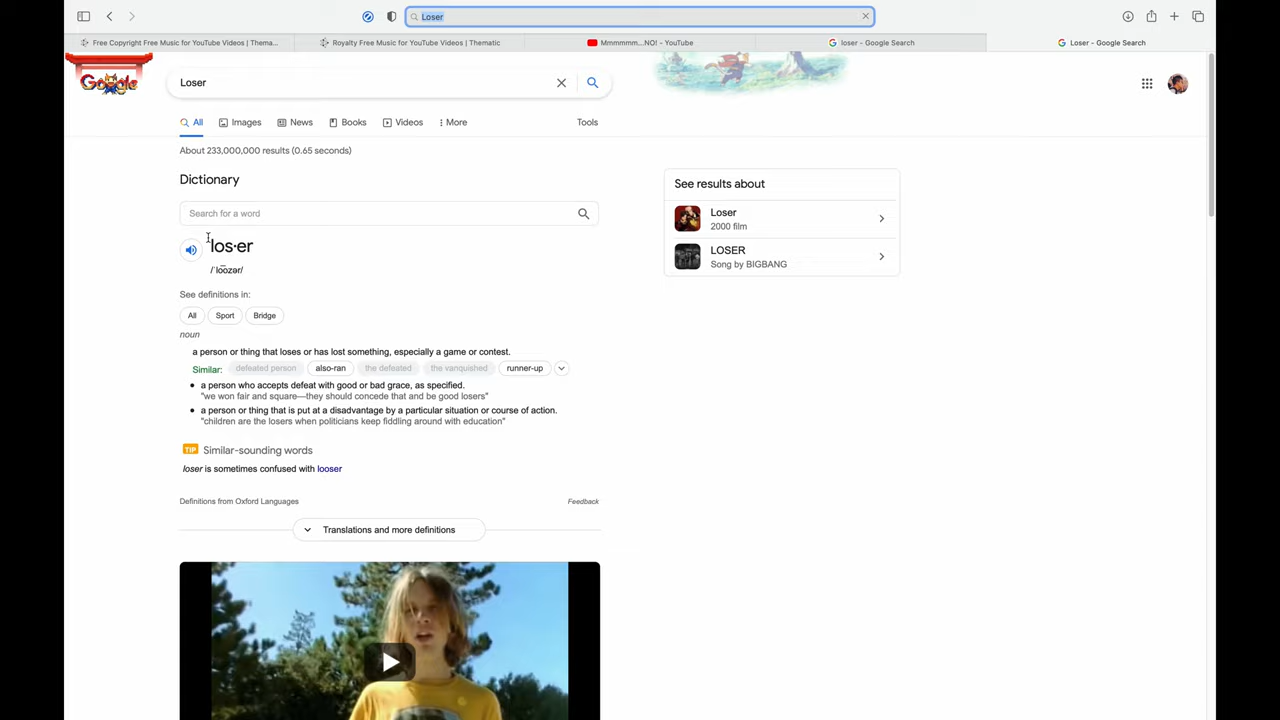 Loser
Free Copyright Free Music for YouTube Videos | Thema...
Royalty Free Music for YouTube Videos | Thematic
Mmmmmm...NO! - YouTube
loser - Google Search
Loser - Google Search
Google
Loser
All
Images
News
Books
Videos
More
Tools
About 233,000,000 results (0.65 seconds)
Dictionary
Search for a word
los·er
/ˈlo͞ozər/
See definitions in:
All
Sport
Bridge
noun
a person or thing that loses or has lost something, especially a game or contest.
Similar:
defeated person
also-ran
the defeated
the vanquished
runner-up
a person who accepts defeat with good or bad grace, as specified.
"we won fair and square—they should concede that and be good losers"
a person or thing that is put at a disadvantage by a particular situation or course of action.
"children are the losers when politicians keep fiddling around with education"
TIP Similar-sounding words
loser is sometimes confused with looser
Definitions from Oxford Languages
Feedback
Translations and more definitions
See results about
Loser
2000 film
LOSER
Song by BIGBANG